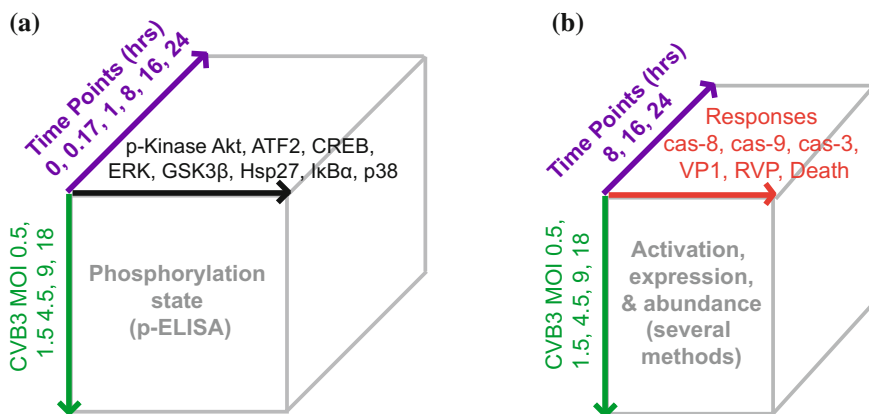 (a)
Time Points (hrs)
0, 0.17, 1, 8, 16, 24
p-Kinase Akt, ATF2, CREB,
ERK, GSK3β, Hsp27, IκBα, p38
CVB3 MOI 0.5,
1.5 4.5, 9, 18
Phosphorylation
state
(p-ELISA)
(b)
Time Points (hrs)
8, 16, 24
Responses
cas-8, cas-9, cas-3,
VP1, RVP, Death
CVB3 MOI 0.5,
1.5, 4.5, 9, 18
Activation,
expression,
& abundance
(several
methods)